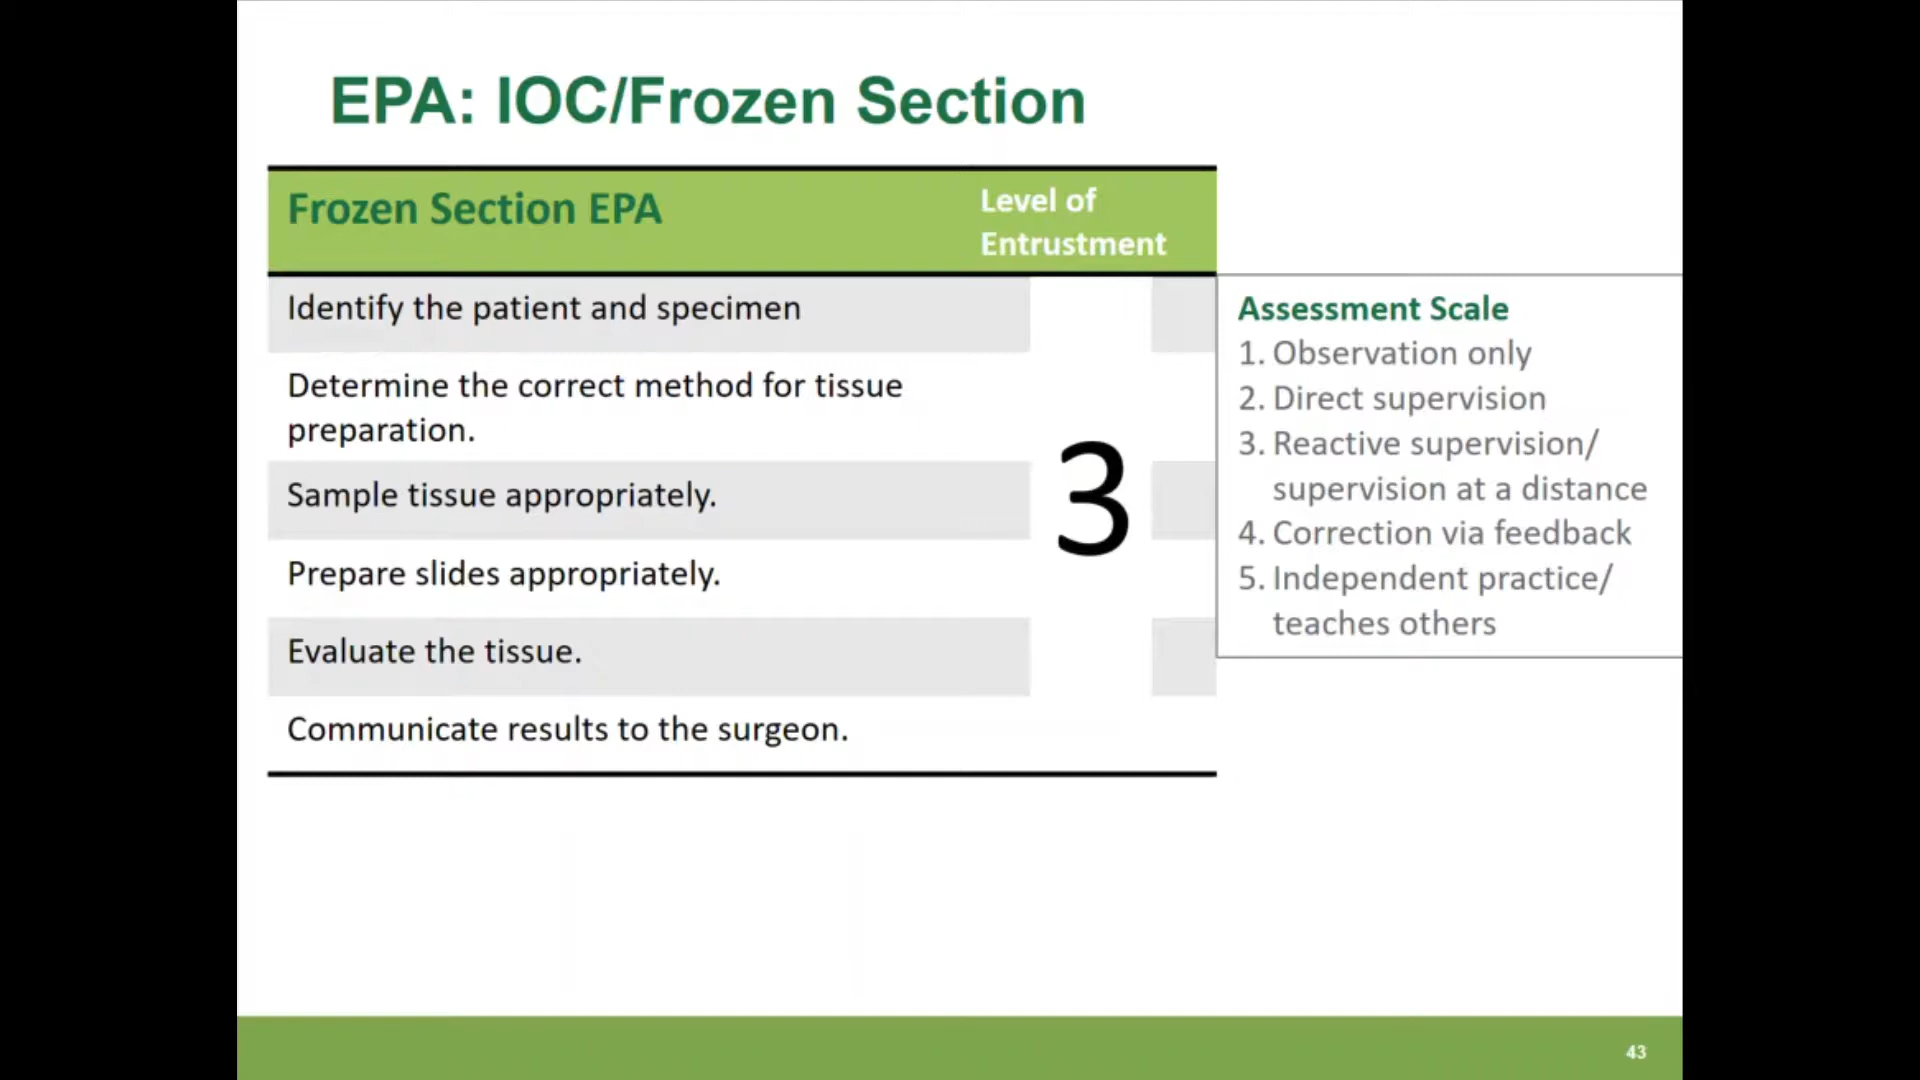 EPA: IOC/Frozen Section
Frozen Section EPA
Level of
Entrustment
Identify the patient and specimen
Determine the correct method for tissue
preparation.
Sample tissue appropriately.
Prepare slides appropriately.
Evaluate the tissue.
Communicate results to the surgeon.
3
Assessment Scale
1. Observation only
2. Direct supervision
3. Reactive supervision/
supervision at a distance
4. Correction via feedback
5. Independent practice/
teaches others
43